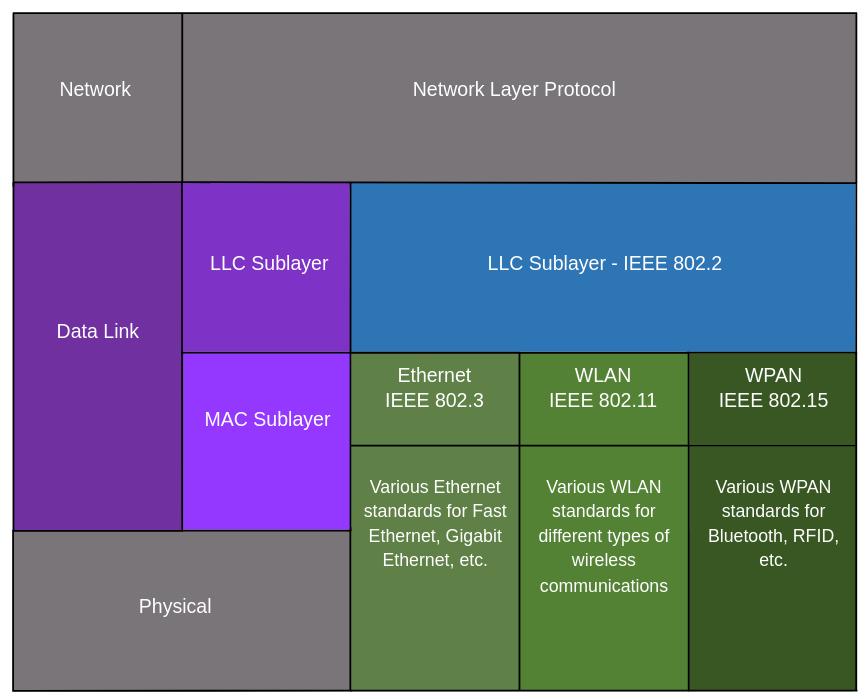 Network
Network Layer Protocol
Data Link
LLC Sublayer
LLC Sublayer - IEEE 802.2
MAC Sublayer
Ethernet
IEEE 802.3
WLAN
IEEE 802.11
WPAN
IEEE 802.15
Various Ethernet
standards for Fast
Ethernet, Gigabit
Ethernet, etc.
Various WLAN
standards for
different types of
wireless
communications
Various WPAN
standards for
Bluetooth, RFID,
etc.
Physical